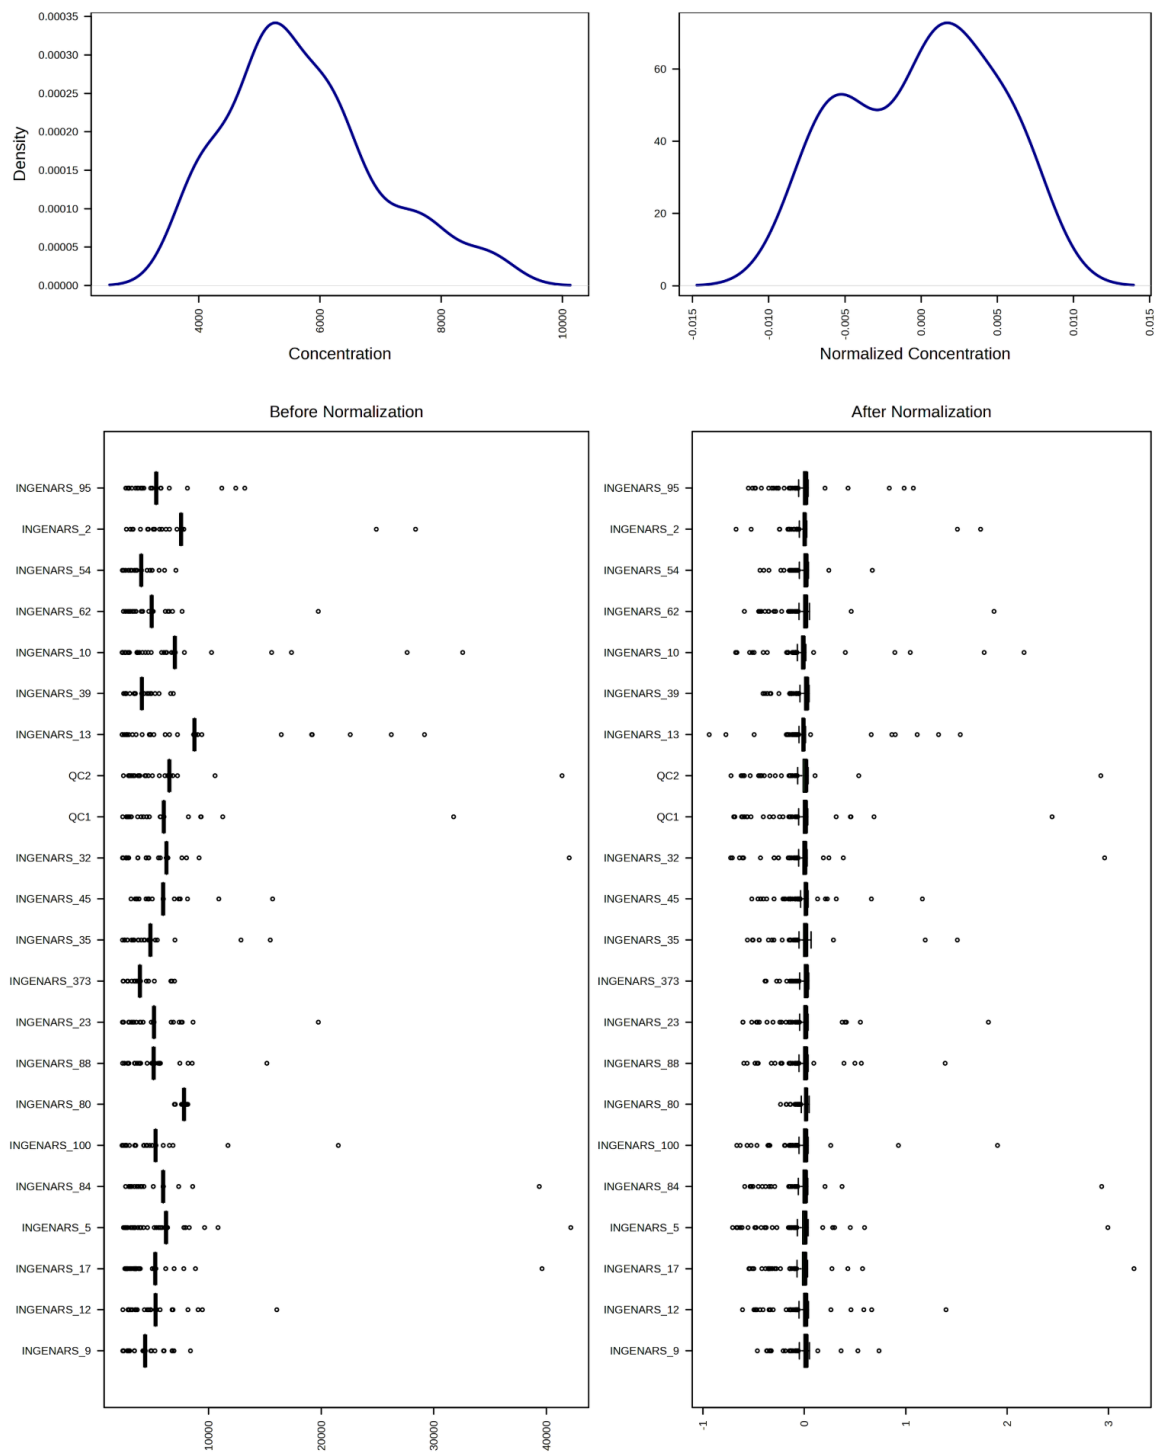 0.00035
0.00030
0.00025
0.00020
0.00015
0.00010
0.00005
0.00000
Density
4000
6000
8000
10000
Concentration
60
40
20
0
-0.015
-0.010
-0.005
0.000
0.005
0.010
0.015
Normalized Concentration
Before Normalization
INGENARS_95
INGENARS_2
INGENARS_54
INGENARS_62
INGENARS_10
INGENARS_39
INGENARS_13
QC2
QC1
INGENARS_32
INGENARS_45
INGENARS_35
INGENARS_373
INGENARS_23
INGENARS_88
INGENARS_80
INGENARS_100
INGENARS_84
INGENARS_5
INGENARS_17
INGENARS_12
INGENARS_9
10000
20000
30000
40000
After Normalization
INGENARS_95
INGENARS_2
INGENARS_54
INGENARS_62
INGENARS_10
INGENARS_39
INGENARS_13
QC2
QC1
INGENARS_32
INGENARS_45
INGENARS_35
INGENARS_373
INGENARS_23
INGENARS_88
INGENARS_80
INGENARS_100
INGENARS_84
INGENARS_5
INGENARS_17
INGENARS_12
INGENARS_9
-1
0
1
2
3